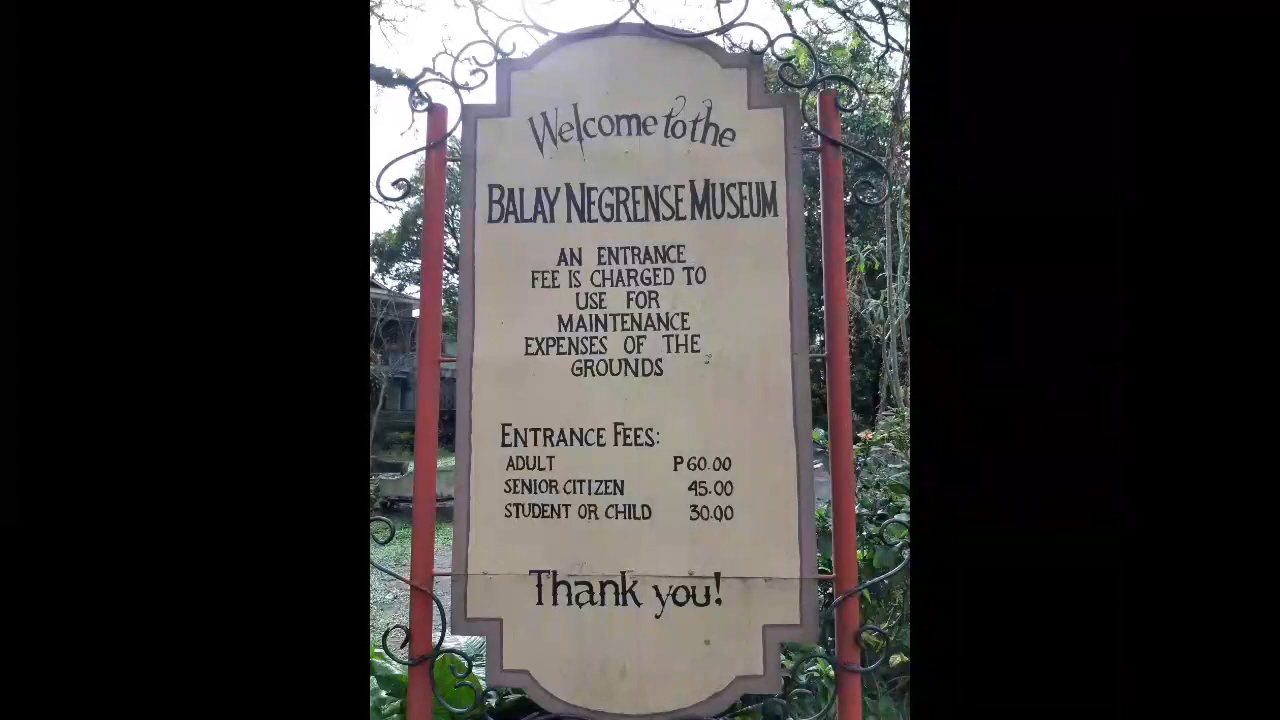 Welcome to the
BALAY NEGRENSE MUSEUM
AN ENTRANCE
FEE IS CHARGED TO
USE FOR
MAINTENANCE
EXPENSES OF THE
GROUNDS
ENTRANCE FEES:
ADULT P60.00
SENIOR CITIZEN 45.00
STUDENT OR CHILD 30.00
Thank you!